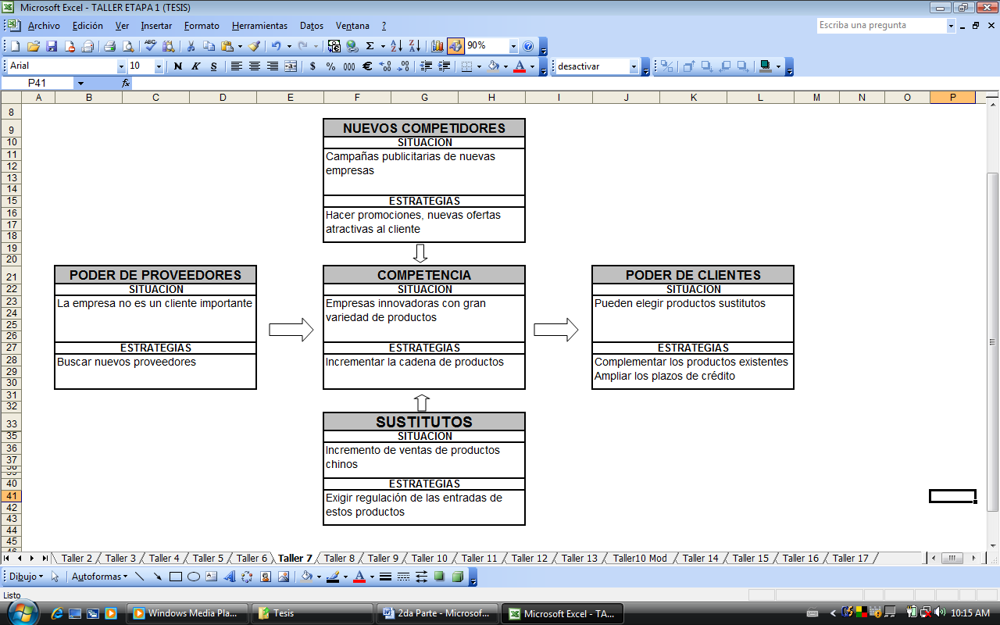 Microsoft Excel - TALLER ETAPA 1 (TESIS)
Archivo Edición Ver Insertar Formato Herramientas Datos Ventana ?
Escriba una pregunta
90%
Arial 10 N K S $ % 000 € desactivar
P41 fx
A B C D E F G H I J K L M N O P
8
9
10
11
12
13
14
15
16
17
18
19
20
21
22
23
24
25
26
27
28
29
30
31
32
33
35
36
37
38
39
40
41
42
43
44
45
46
NUEVOS COMPETIDORES
SITUACION
Campañas publicitarias de nuevas
empresas
ESTRATEGIAS
Hacer promociones, nuevas ofertas
atractivas al cliente
PODER DE PROVEEDORES
SITUACION
La empresa no es un cliente importante
ESTRATEGIAS
Buscar nuevos proveedores
COMPETENCIA
SITUACION
Empresas innovadoras con gran
variedad de productos
ESTRATEGIAS
Incrementar la cadena de productos
PODER DE CLIENTES
SITUACION
Pueden elegir productos sustitutos
ESTRATEGIAS
Complementar los productos existentes
Ampliar los plazos de crédito
SUSTITUTOS
SITUACION
Incremento de ventas de productos
chinos
ESTRATEGIAS
Exigir regulación de las entradas de
estos productos
Taller 2 Taller 3 Taller 4 Taller 5 Taller 6 Taller 7 Taller 8 Taller 9 Taller 10 Taller 11 Taller 12 Taller 13 Taller10 Mod Taller 14 Taller 15 Taller 16 Taller 17
Dibujo Autoformas
Listo
Windows Media Pla... Tesis 2da Parte - Microsof... Microsoft Excel - TA... 10:15 AM